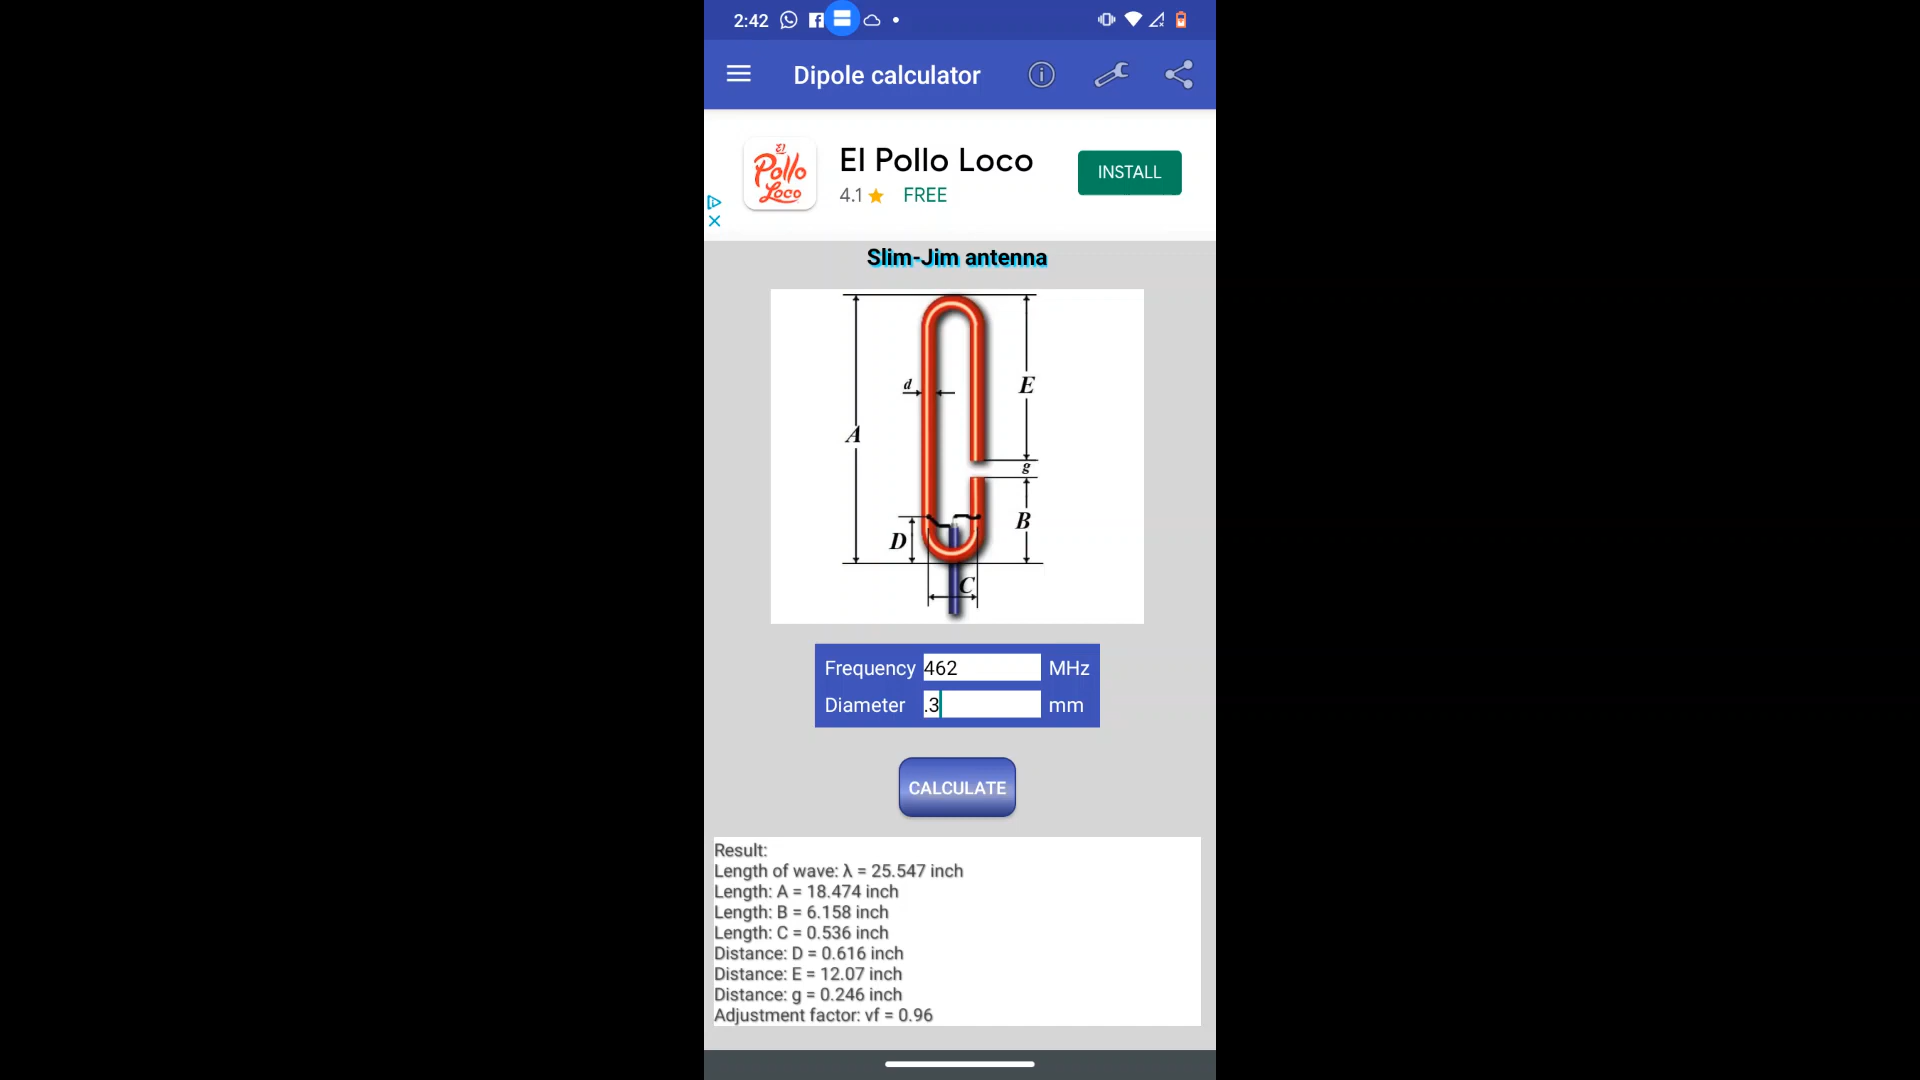 2:42
Dipole calculator
El Pollo Loco
El Pollo Loco
4.1 ★ FREE
INSTALL
Slim-Jim antenna
d
E
A
g
B
D
C
Frequency 462 MHz
Diameter .3 mm
CALCULATE
Result:
Length of wave: λ = 25.547 inch
Length: A = 18.474 inch
Length: B = 6.158 inch
Length: C = 0.536 inch
Distance: D = 0.616 inch
Distance: E = 12.07 inch
Distance: g = 0.246 inch
Adjustment factor: vf = 0.96